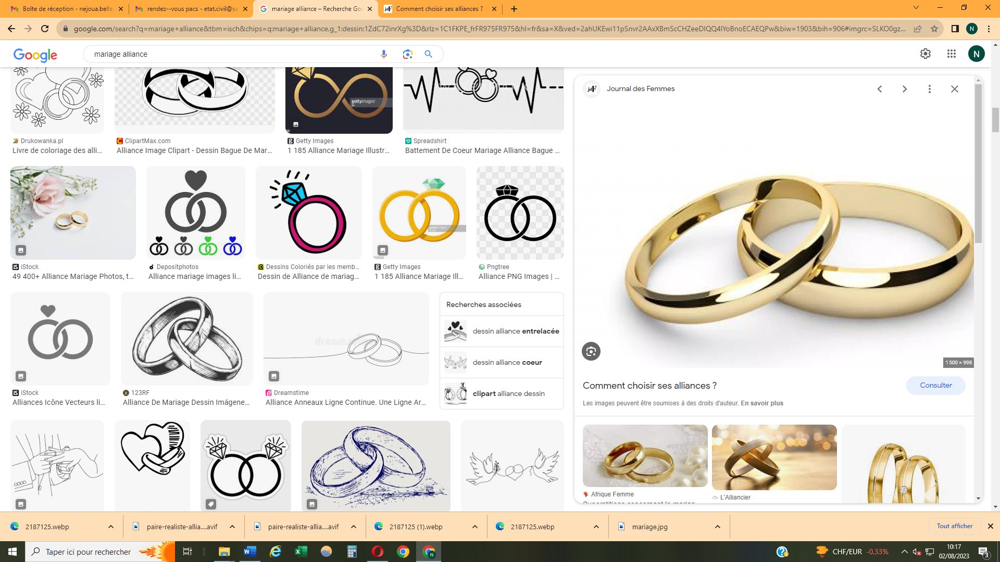 Boîte de réception - nejoua.bella
rendez--vous pacs - etat.civil@sa
mariage alliance – Recherche Goo
Comment choisir ses alliances ?
google.com/search?q=mariage+alliance&tbm=isch&chips=q:mariage+alliance,g_1:dessin:1ZdC72inrXg%3D&rlz=1C1FKPE_frFR975FR975&hl=fr&sa=X&ved=2ahUKEwi11pSnvr2AAxXBmScCHZeeDIQQ4lYoBnoECAEQPw&biw=1903&bih=906#imgrc=SLKO0gz...
N
Google
mariage alliance
N
Drukowanka.pl
Livre de coloriage des alli...
ClipartMax.com
Alliance Image Clipart - Dessin Bague De Mar...
gettyimages
Getty Images
1 185 Alliance Mariage Illustr...
Spreadshirt
Battement De Coeur Mariage Alliance Bague ...
iStock
49 400+ Alliance Mariage Photos, t...
Depositphotos
Alliance mariage images li...
Dessins Coloriés par les memb...
Dessin de Alliance de mariag...
gettyimages
Getty Images
1 185 Alliance Mariage Ill...
Pngtree
Alliance PNG Images | ...
iStock
Alliances Icône Vecteurs li...
123RF
Alliance De Mariage Dessin Imágene...
Dreamstime
Alliance Anneaux Ligne Continue. Une Ligne Ar...
Recherches associées
dessin alliance entrelacée
dessin alliance coeur
clipart alliance dessin
jdF
Journal des Femmes
1 500 × 998
Comment choisir ses alliances ?
Consulter
Les images peuvent être soumises à des droits d'auteur. En savoir plus
Afrique Femme
L'Alliancier
2187125.webp
paire-realiste-allia....avif
paire-realiste-allia....avif
2187125 (1).webp
2187125.webp
mariage.jpg
Tout afficher
Taper ici pour rechercher
CHF/EUR -0,33%
10:17
02/08/2023
3